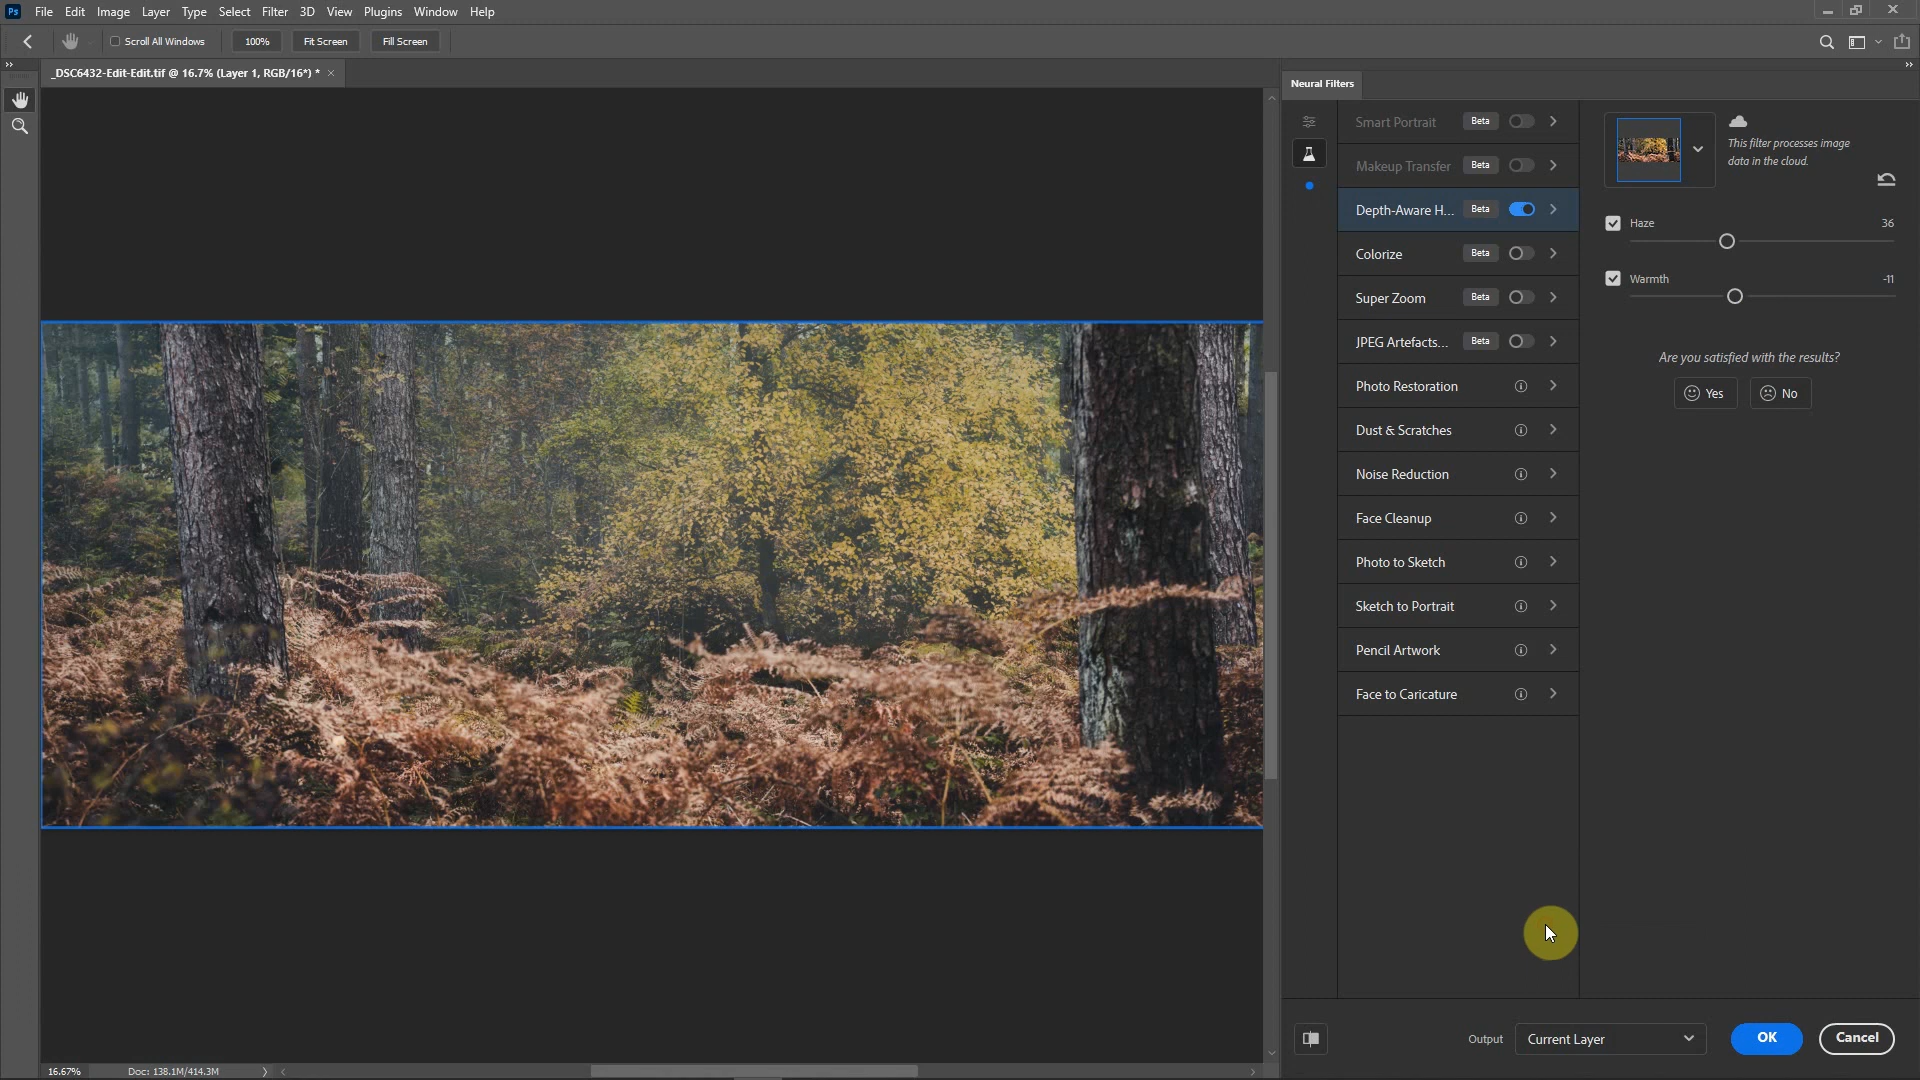 Ps File Edit Image Layer Type Select Filter 3D View Plugins Window Help
Scroll All Windows 100% Fit Screen Fill Screen
_DSC6432-Edit-Edit.tif @ 16.7% (Layer 1, RGB/16*) *
Neural Filters
Smart Portrait Beta
Makeup Transfer Beta
Depth-Aware H... Beta
Colorize Beta
Super Zoom Beta
JPEG Artefacts... Beta
Photo Restoration
Dust & Scratches
Noise Reduction
Face Cleanup
Photo to Sketch
Sketch to Portrait
Pencil Artwork
Face to Caricature
This filter processes image
data in the cloud.
Haze 36
Warmth -11
Are you satisfied with the results?
Yes No
Output Current Layer OK Cancel
16.67% Doc: 138.1M/414.3M